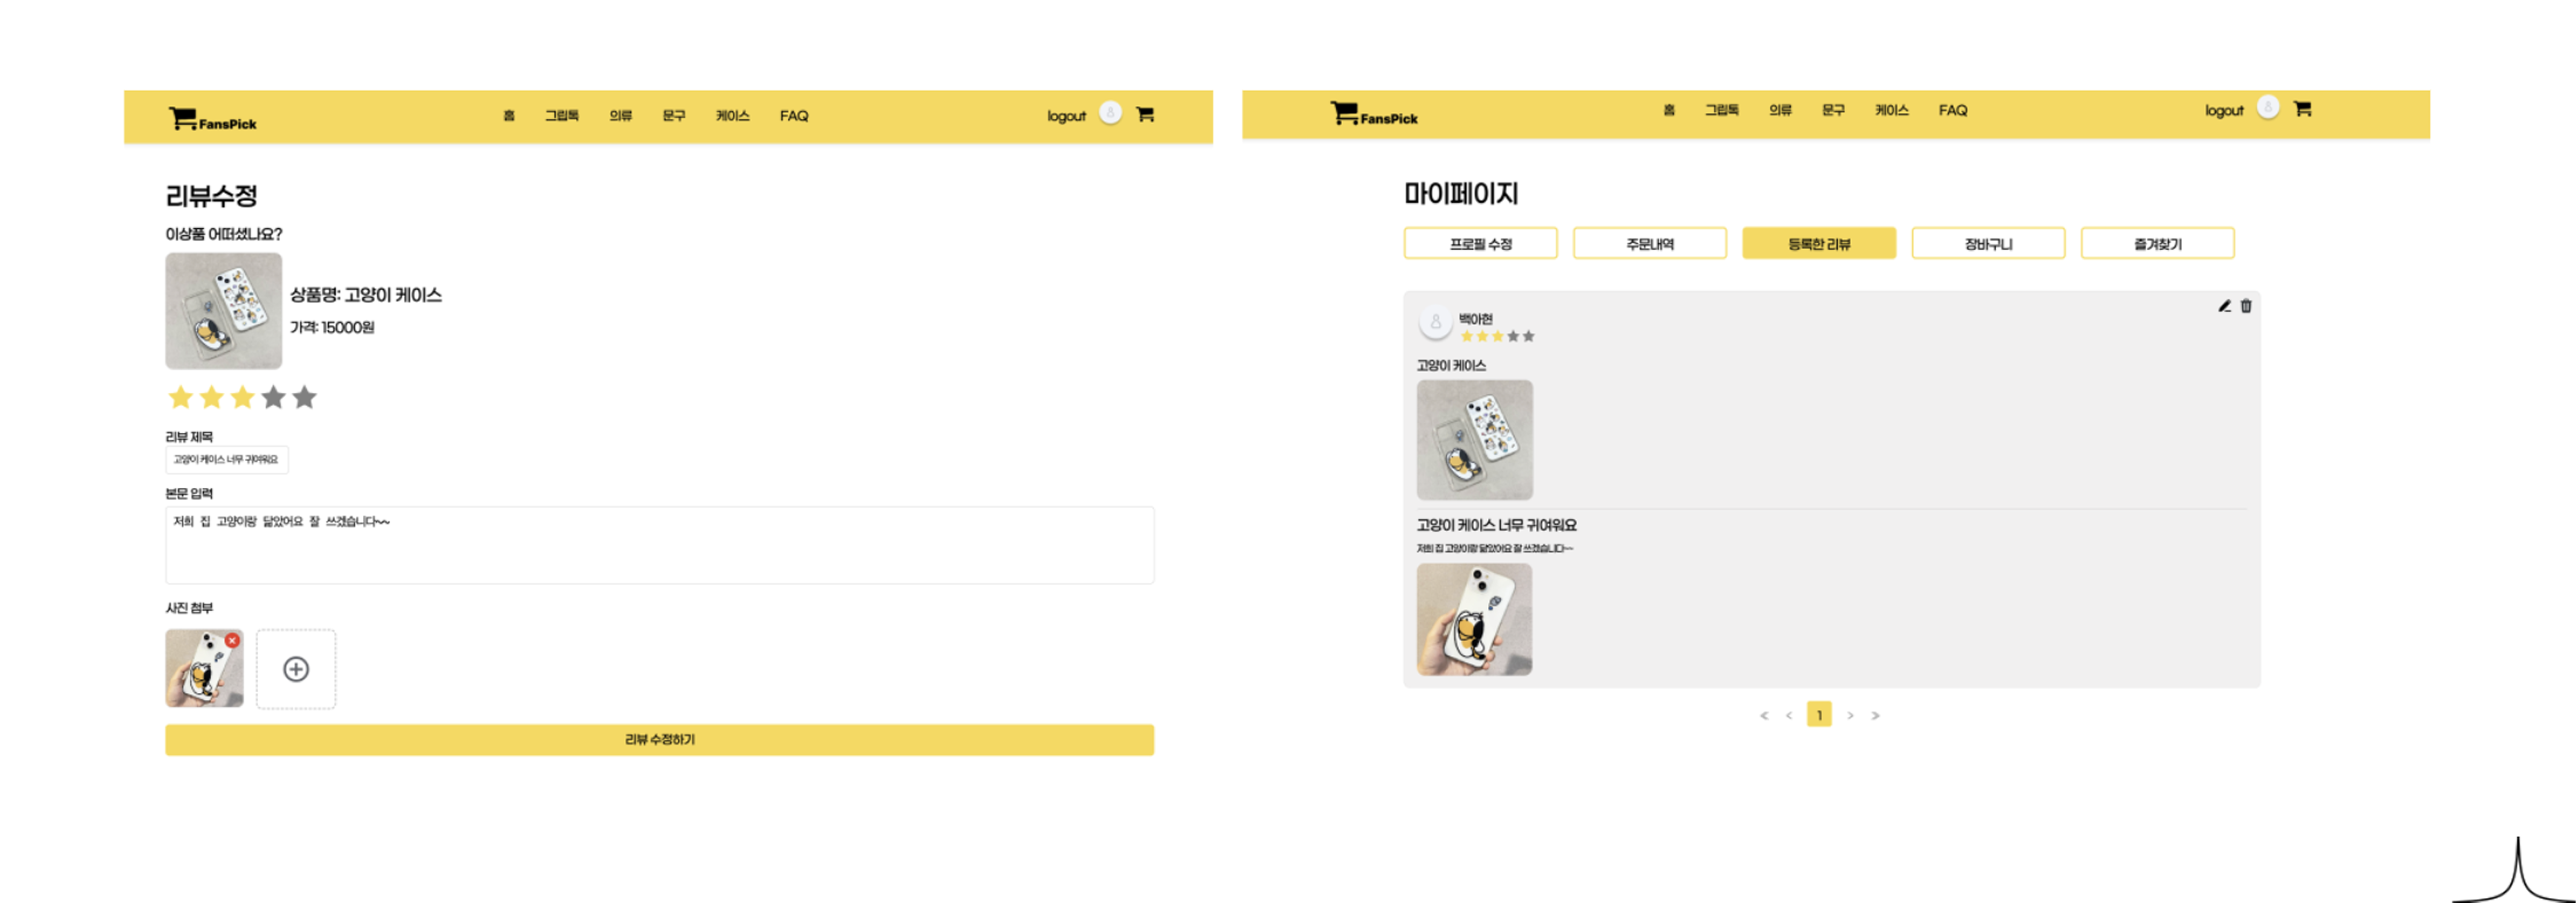 FansPick
홈 그립톡 의류 문구 케이스 FAQ
logout
리뷰수정
이상품 어떠셨나요?
상품명: 고양이 케이스
가격: 15000원
리뷰 제목
고양이 케이스 너무 귀여워요
본문 입력
저희 집 고양이랑 닮았어요 잘 쓰겠습니다~~
사진 첨부
리뷰 수정하기
FansPick
홈 그립톡 의류 문구 케이스 FAQ
logout
마이페이지
프로필 수정 주문내역 등록한 리뷰 장바구니 즐겨찾기
백아현
고양이 케이스
고양이 케이스 너무 귀여워요
저희 집 고양이랑 닮았어요 잘 쓰겠습니다~~
« < 1 > »